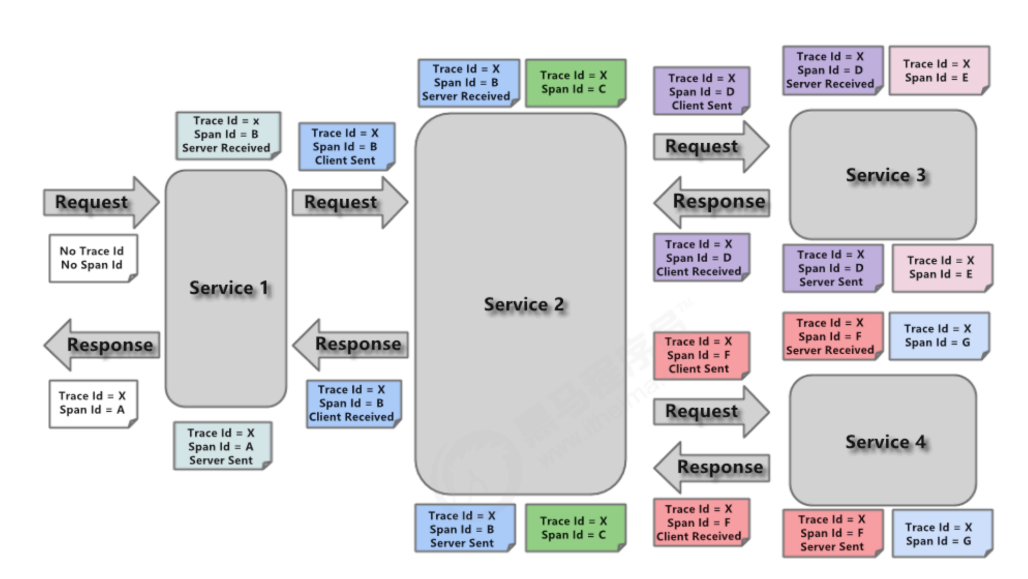 Trace Id = X
Span Id = B
Server Received
Trace Id = X
Span Id = C
Trace Id = X
Span Id = D
Client Sent
Trace Id = X
Span Id = D
Server Received
Trace Id = X
Span Id = E
Trace Id = x
Span Id = B
Server Received
Trace Id = X
Span Id = B
Client Sent
Request
Service 3
Request
Request
Response
No Trace Id
No Span Id
Trace Id = X
Span Id = D
Client Received
Trace Id = X
Span Id = D
Server Sent
Trace Id = X
Span Id = E
Service 1
Service 2
Response
Response
Trace Id = X
Span Id = F
Client Sent
Trace Id = X
Span Id = F
Server Received
Trace Id = X
Span Id = G
Trace Id = X
Span Id = A
Trace Id = X
Span Id = B
Client Received
Request
Service 4
Trace Id = X
Span Id = A
Server Sent
Response
Trace Id = X
Span Id = B
Server Sent
Trace Id = X
Span Id = C
Trace Id = X
Span Id = F
Client Received
Trace Id = X
Span Id = F
Server Sent
Trace Id = X
Span Id = G